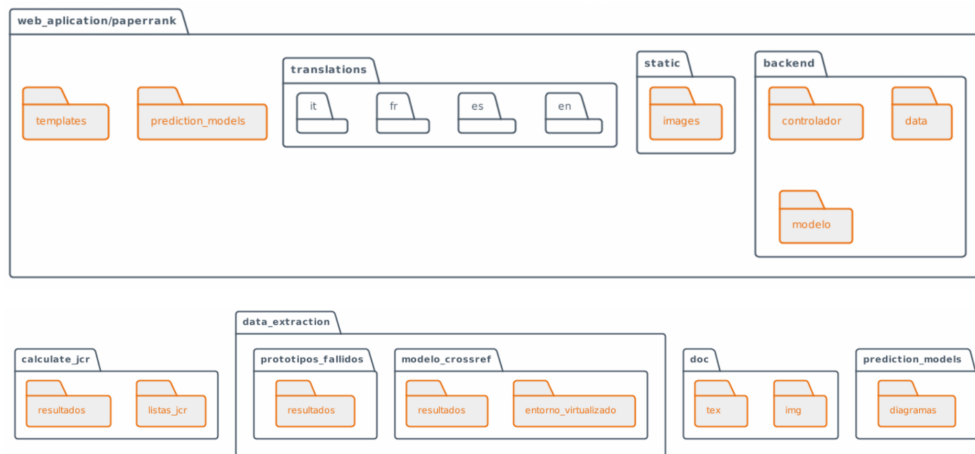 web_aplication/paperrank
translations
static
backend
it
fr
es
en
templates
prediction_models
images
controlador
data
modelo
data_extraction
calculate_jcr
prototipos_fallidos
modelo_crossref
doc
prediction_models
resultados
listas_jcr
resultados
resultados
entorno_virtualizado
tex
img
diagramas